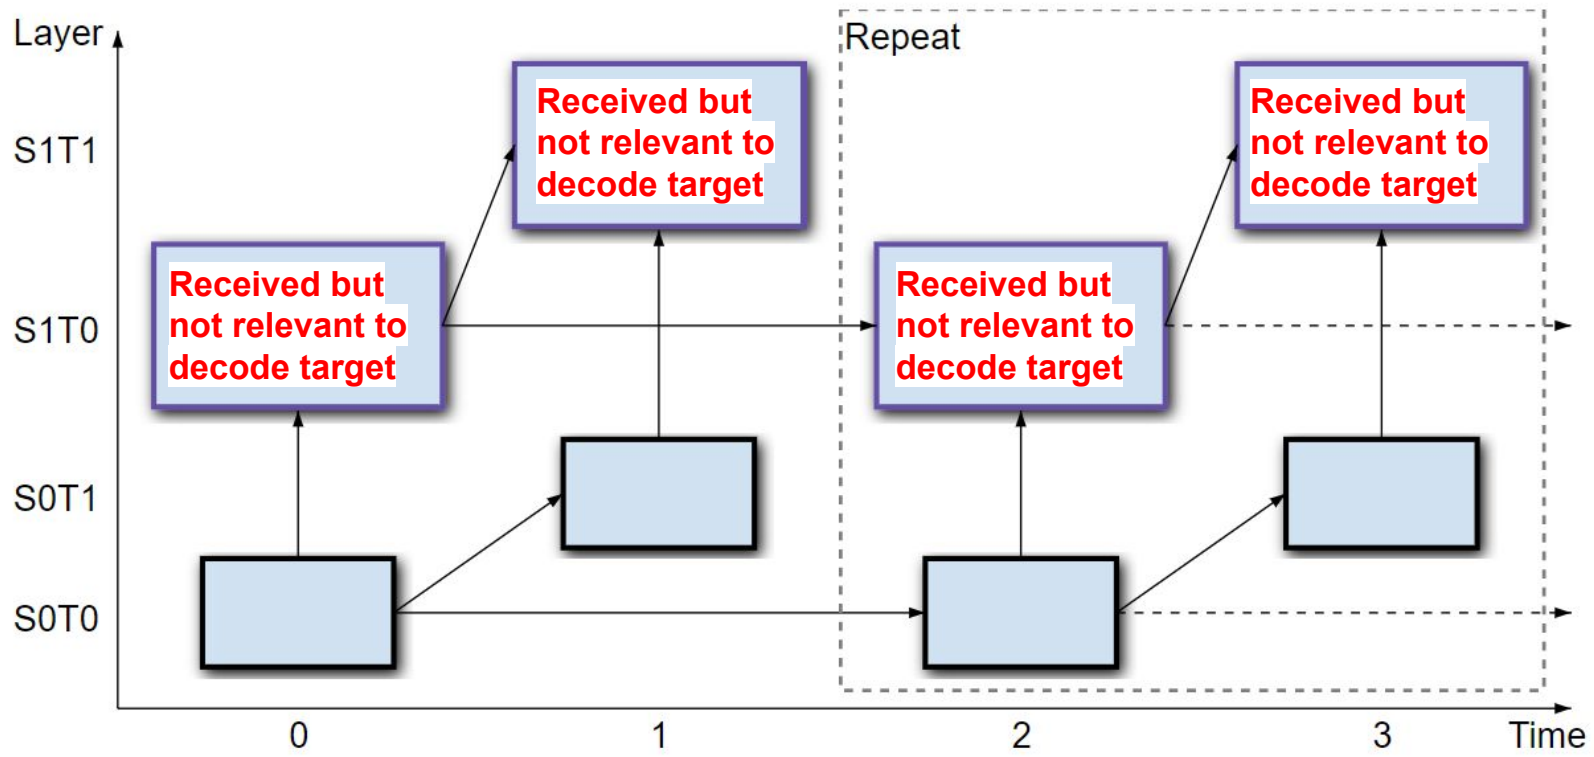 Layer
Repeat
Received but
not relevant to
decode target
Received but
not relevant to
decode target
S1T1
Received but
not relevant to
decode target
Received but
not relevant to
decode target
S1T0
S0T1
S0T0
0
1
2
3
Time